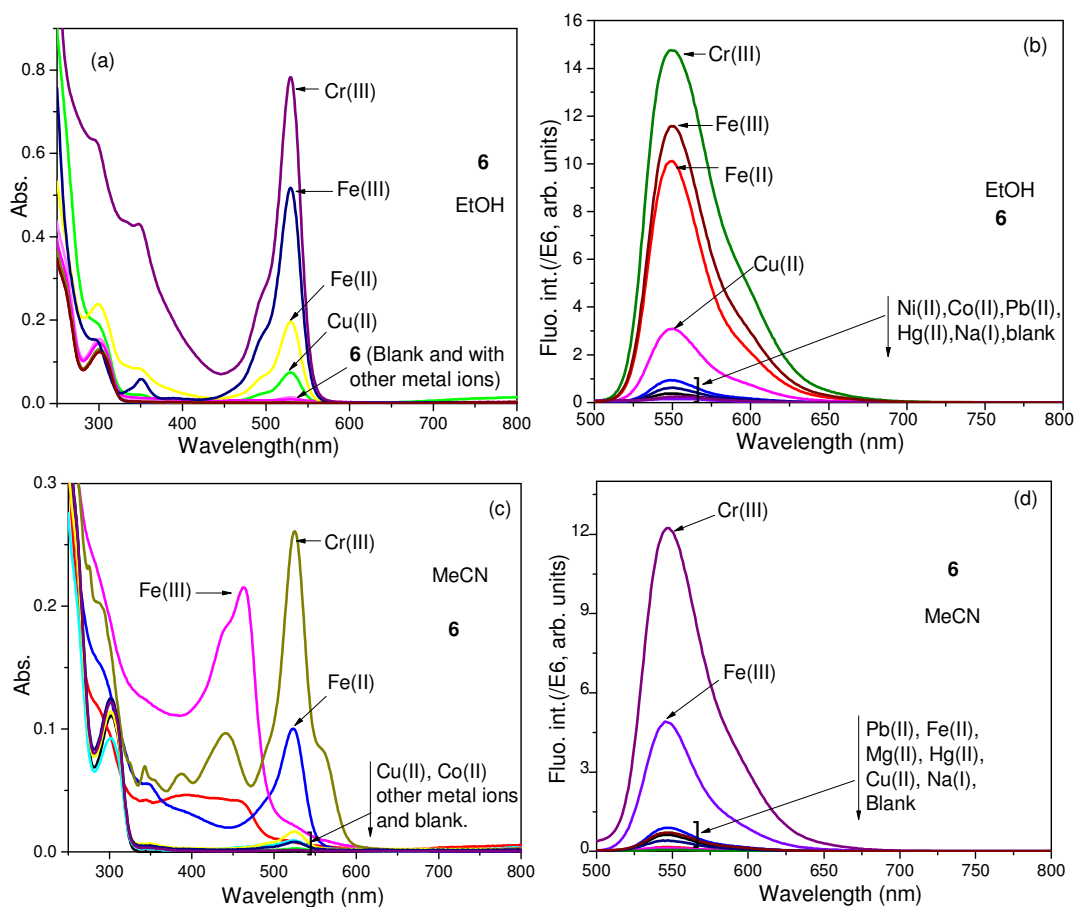 (a)
0.8
0.6
0.4
0.2
0.0
Abs.
Cr(III)
6
EtOH
Fe(III)
Fe(II)
Cu(II)
6 (Blank and with
other metal ions)
300 400 500 600 700 800
Wavelength(nm)
(b)
16
14
12
10
8
6
4
3
1
0
Fluo. int.(/E6, arb. units)
Cr(III)
Fe(III)
Fe(II)
EtOH
6
Cu(II)
Ni(II),Co(II),Pb(II),
Hg(II),Na(I),blank
500 550 600 650 700 750 800
Wavelength (nm)
(c)
0.3
0.2
0.1
0.0
Abs.
Cr(III)
Fe(III)
MeCN
6
Fe(II)
Cu(II), Co(II)
other metal ions
and blank.
300 400 500 600 700 800
Wavelength (nm)
(d)
12
9
6
3
0
Fluo. int.(/E6, arb. units)
Cr(III)
6
MeCN
Fe(III)
Pb(II), Fe(II),
Mg(II), Hg(II),
Cu(II), Na(I),
Blank
500 550 600 650 700 750 800
Wavelength (nm)